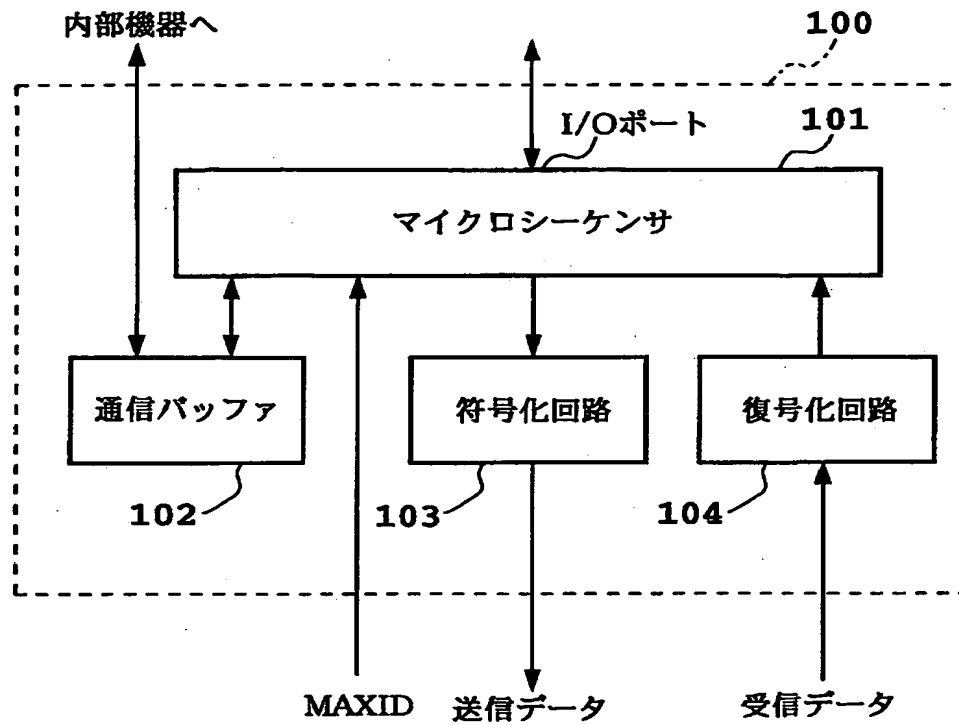 内部機器へ
100
I/Oポート
101
マイクロシーケンサ
通信バッファ
符号化回路
復号化回路
102
103
104
MAXID
送信データ
受信データ